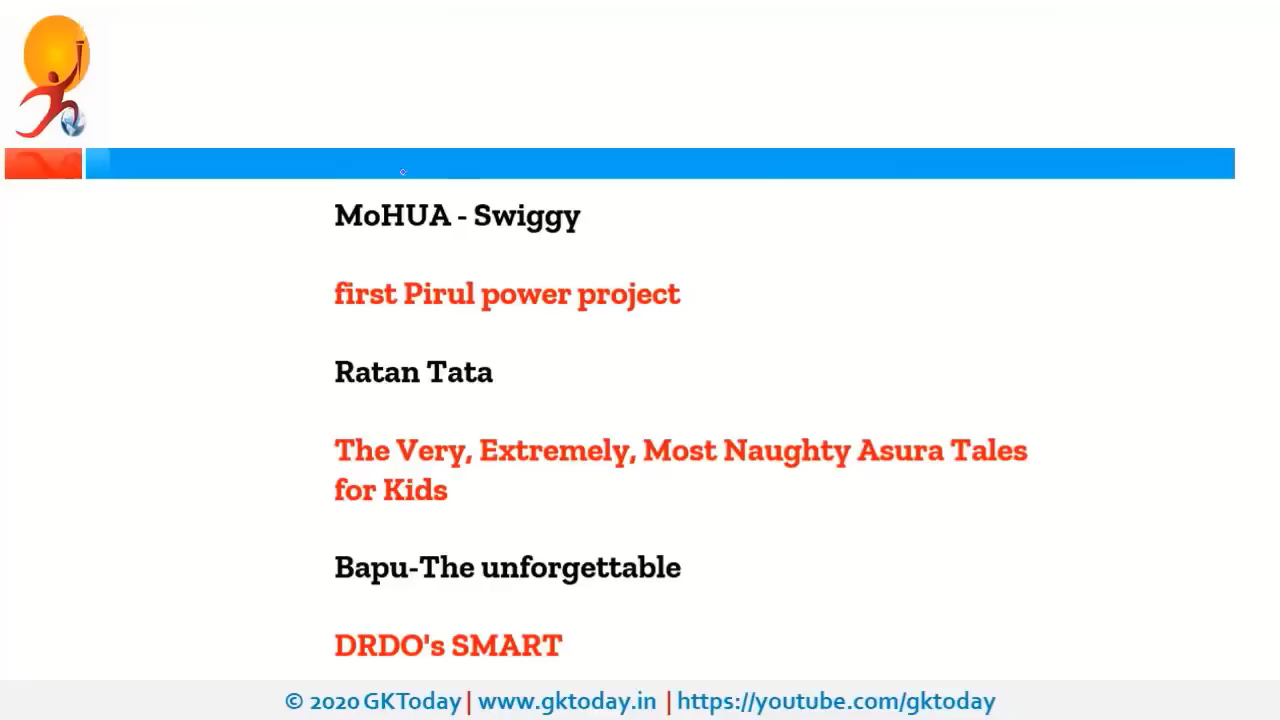 MoHUA - Swiggy
first Pirul power project
Ratan Tata
The Very, Extremely, Most Naughty Asura Tales
for Kids
Bapu-The unforgettable
DRDO's SMART
© 2020 GKToday | www.gktoday.in | https://youtube.com/gktoday